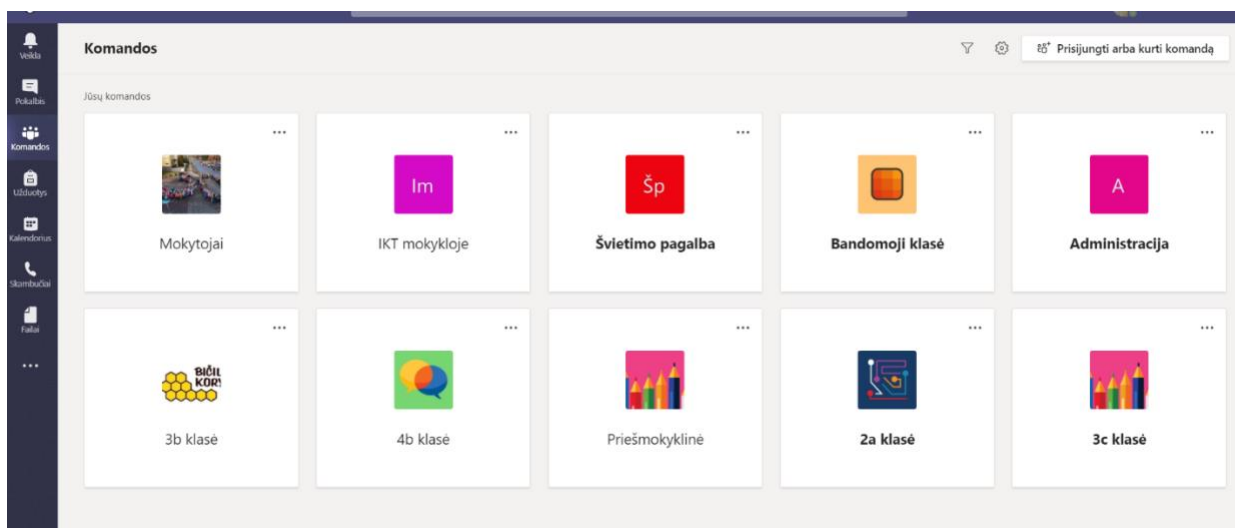 Veikla
Pokalbis
Komandos
Užduotys
Kalendorius
Skambučiai
Failai
Komandos
Prisijungti arba kurti komandą
Jūsų komandos
Mokytojai
Im
IKT mokykloje
Šp
Švietimo pagalba
Bandomoji klasė
A
Administracija
BIČIL
KOR
3b klasė
4b klasė
Priešmokyklinė
2a klasė
3c klasė